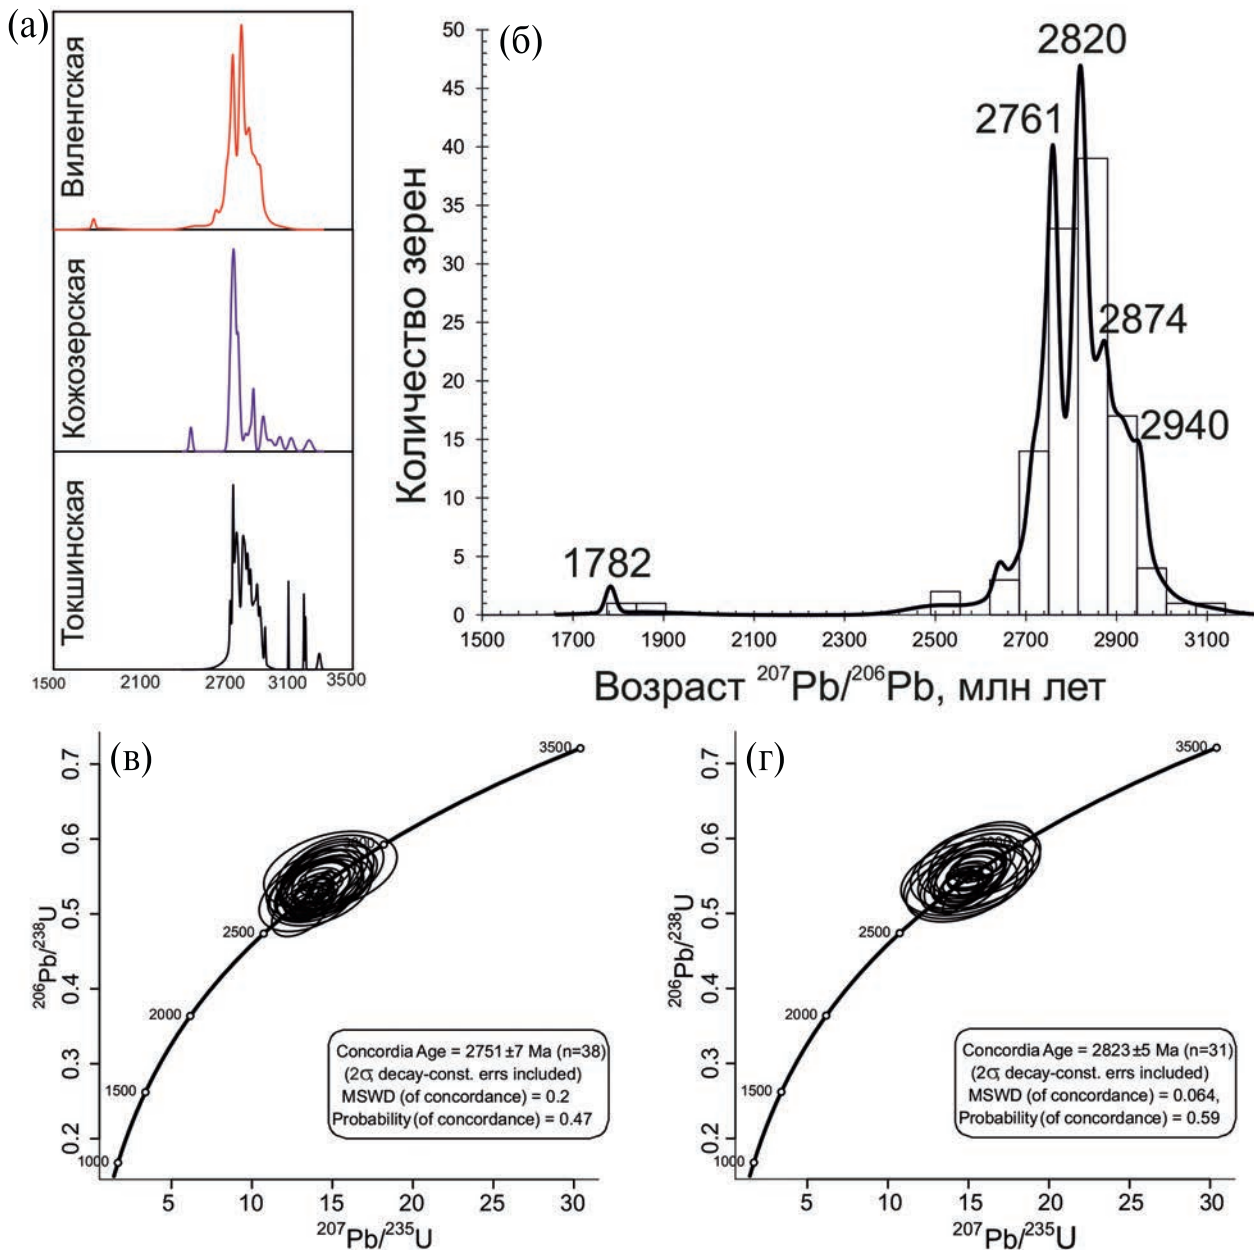 (а)
Виленгская
Кожозерская
Токшинская
1500 2100 2700 3100 3500
(б)
Количество зерен
50
45
40
35
30
25
20
15
10
5
0
2820
2761
2874
2940
1782
1500 1700 1900 2100 2300 2500 2700 2900 3100
Возраст ²⁰⁷Pb/²⁰⁶Pb, млн лет
(в)
²⁰⁶Pb/²³⁸U
0.7
0.6
0.5
0.4
0.3
0.2
3500
2500
2000
1500
1000
Concordia Age = 2751±7 Ma (n=38)
(2σ, decay-const. errs included)
MSWD (of concordance) = 0.2
Probability (of concordance) = 0.47
5 10 15 20 25 30
²⁰⁷Pb/²³⁵U
(г)
²⁰⁶Pb/²³⁸U
0.7
0.6
0.5
0.4
0.3
0.2
3500
2500
2000
1500
1000
Concordia Age = 2823±5 Ma (n=31)
(2σ, decay-const. errs included)
MSWD (of concordance) = 0.064,
Probability (of concordance) = 0.59
5 10 15 20 25 30
²⁰⁷Pb/²³⁵U